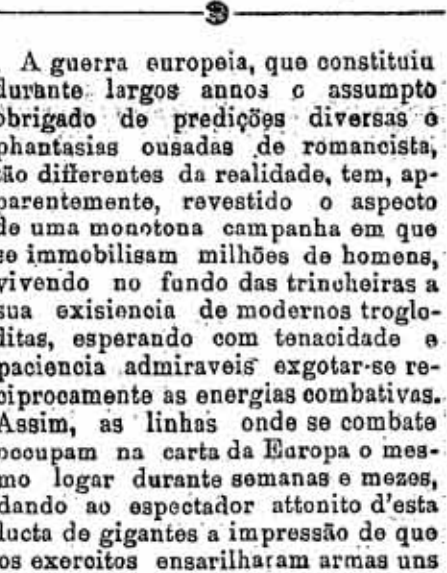 A guerra europeia, que constituiu
durante largos annos o assumpto
obrigado de predições diversas e
phantasias ousadas de romancista,
tão differentes da realidade, tem, ap-
parentemente, revestido o aspecto
de uma monotona campanha em que
se immobilisam milhões de homens,
vivendo no fundo das trincheiras a
sua exisiencia de modernos troglo-
ditas, esperando com tenacidade e
paciencia admiraveis exgotar-se re-
ciprocamente as energias combativas.
Assim, as linhas onde se combate
occupam na carta da Europa o mes-
mo logar durante semanas e mezes,
dando ao espectador attonito d'esta
lucta de gigantes a impressão de que
os exercitos ensarilharam armas uns